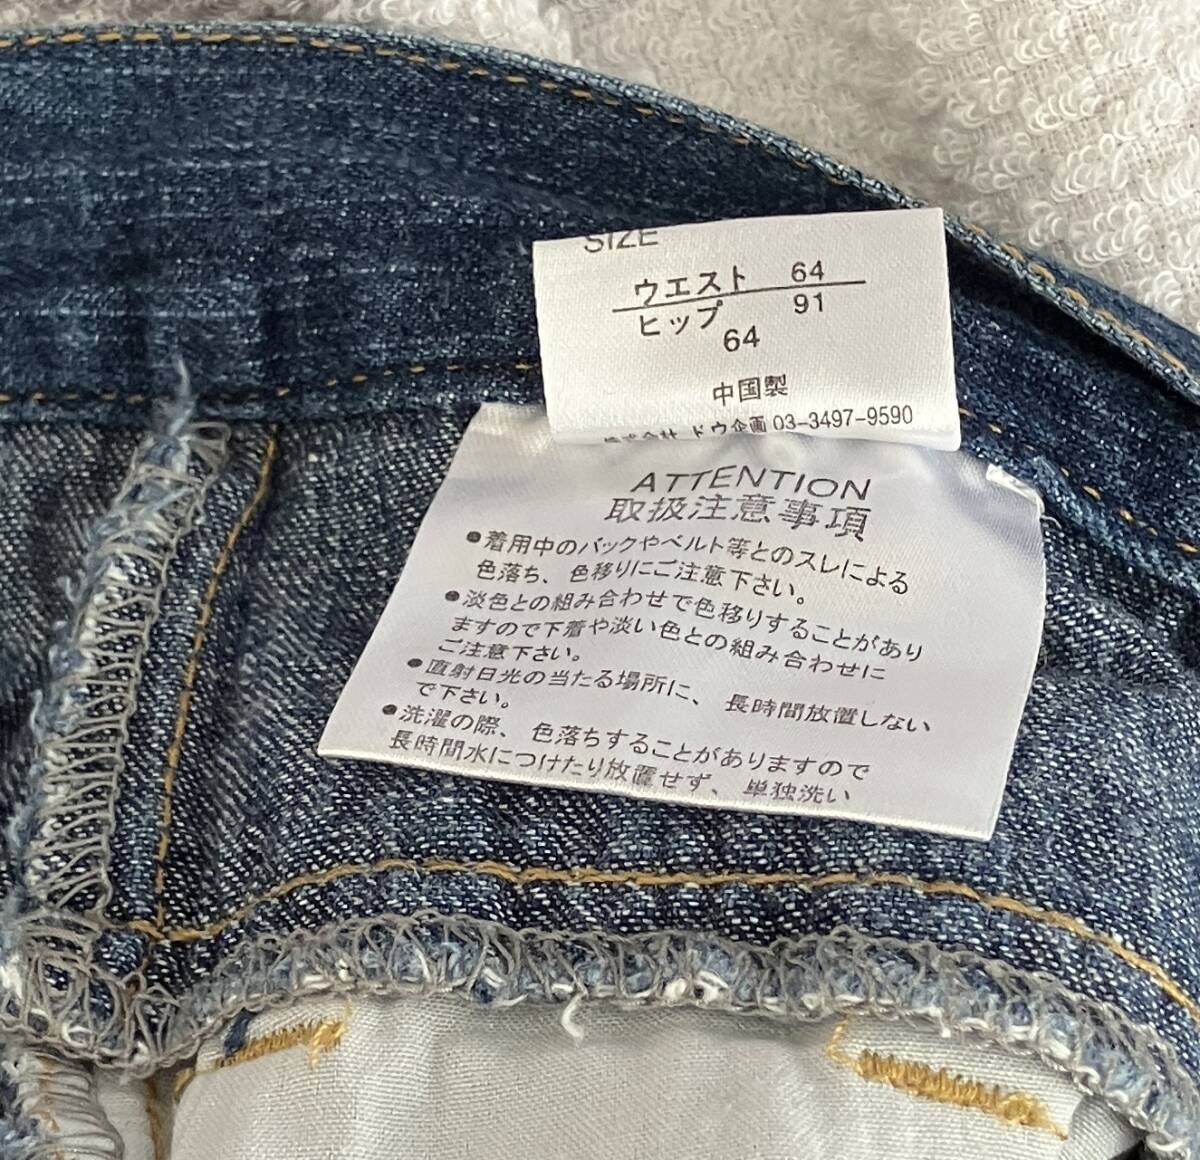 SIZE
ウエスト 64
ヒップ 91
64
中国製
株式会社 ドウ企画 03-3497-9590
ATTENTION
取扱注意事項
●着用中のバックやベルト等とのスレによる
色落ち、色移りにご注意下さい。
●淡色との組み合わせで色移りすることがあり
ますので下着や淡い色との組み合わせに
ご注意下さい。
●直射日光の当たる場所に、長時間放置しない
で下さい。
●洗濯の際、色落ちすることがありますので
長時間水につけたり放置せず、単独洗い